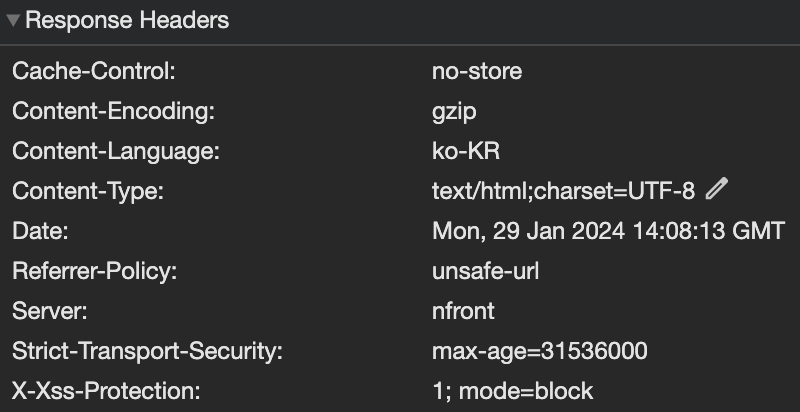 Response Headers
Cache-Control: no-store
Content-Encoding: gzip
Content-Language: ko-KR
Content-Type: text/html;charset=UTF-8
Date: Mon, 29 Jan 2024 14:08:13 GMT
Referrer-Policy: unsafe-url
Server: nfront
Strict-Transport-Security: max-age=31536000
X-Xss-Protection: 1; mode=block